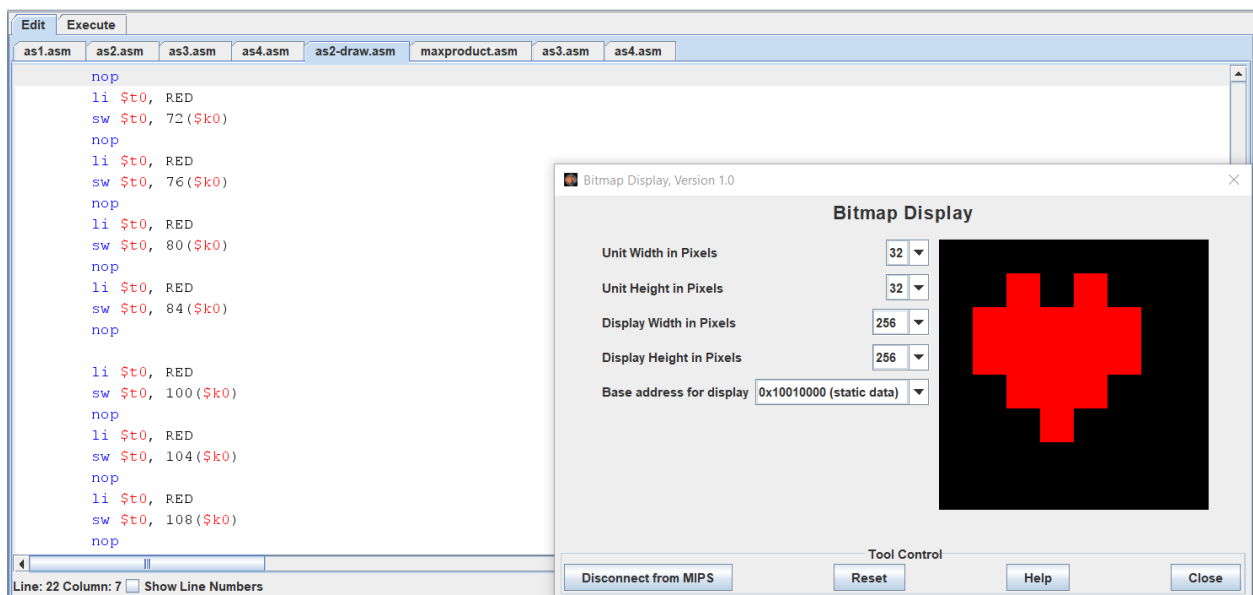 Edit Execute
as1.asm as2.asm as3.asm as4.asm as2-draw.asm maxproduct.asm as3.asm as4.asm
nop
li $t0, RED
sw $t0, 72($k0)
nop
li $t0, RED
sw $t0, 76($k0)
nop
li $t0, RED
sw $t0, 80($k0)
nop
li $t0, RED
sw $t0, 84($k0)
nop
li $t0, RED
sw $t0, 100($k0)
nop
li $t0, RED
sw $t0, 104($k0)
nop
li $t0, RED
sw $t0, 108($k0)
nop
Line: 22 Column: 7 Show Line Numbers
Bitmap Display, Version 1.0
Bitmap Display
Unit Width in Pixels 32
Unit Height in Pixels 32
Display Width in Pixels 256
Display Height in Pixels 256
Base address for display 0x10010000 (static data)
Tool Control
Disconnect from MIPS Reset Help Close